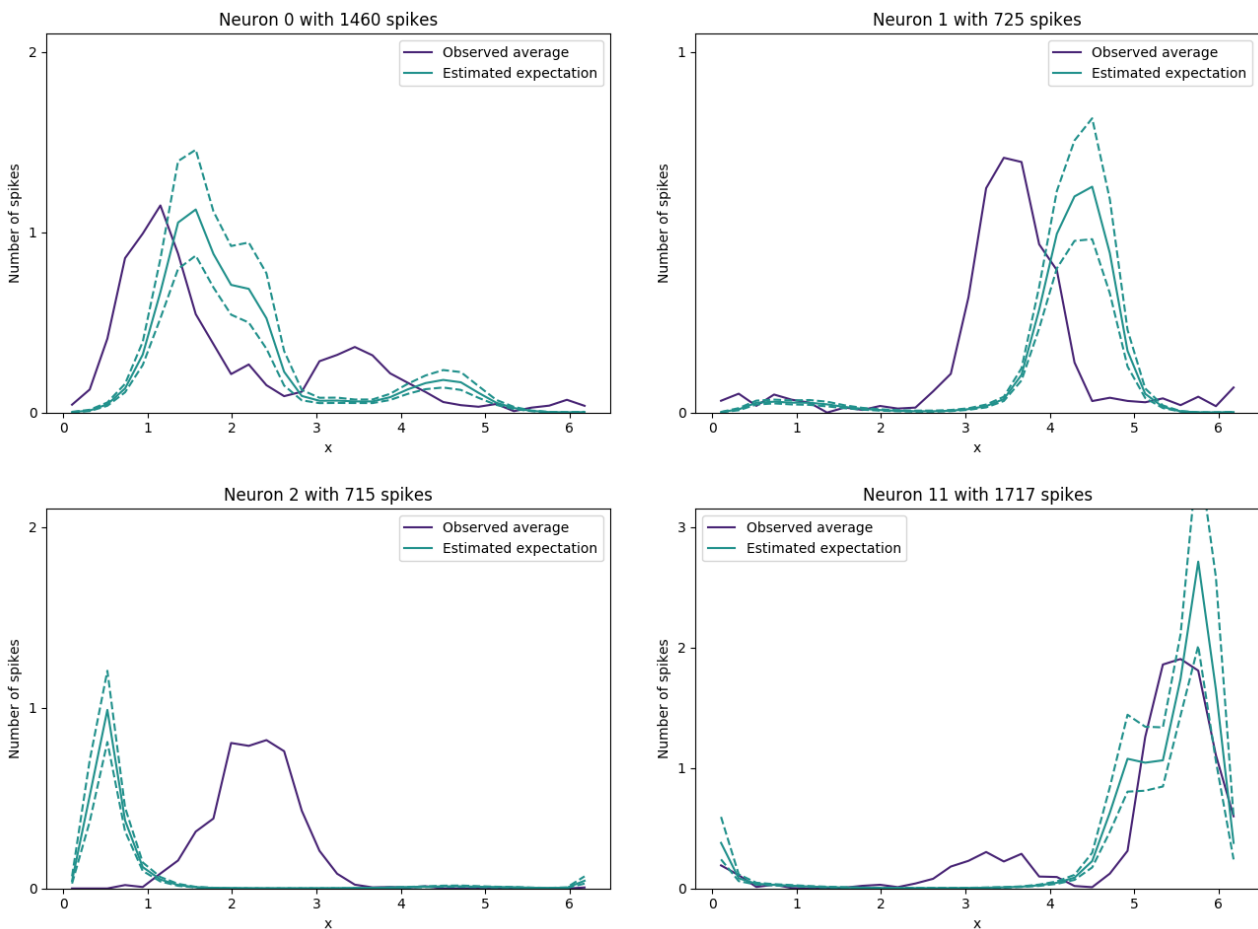 Neuron 0 with 1460 spikes
Number of spikes
2
1
0
Observed average
Estimated expectation
0 1 2 3 4 5 6
x
Neuron 1 with 725 spikes
Number of spikes
1
0
Observed average
Estimated expectation
0 1 2 3 4 5 6
x
Neuron 2 with 715 spikes
Number of spikes
2
1
0
Observed average
Estimated expectation
0 1 2 3 4 5 6
x
Neuron 11 with 1717 spikes
Number of spikes
3
2
1
0
Observed average
Estimated expectation
0 1 2 3 4 5 6
x